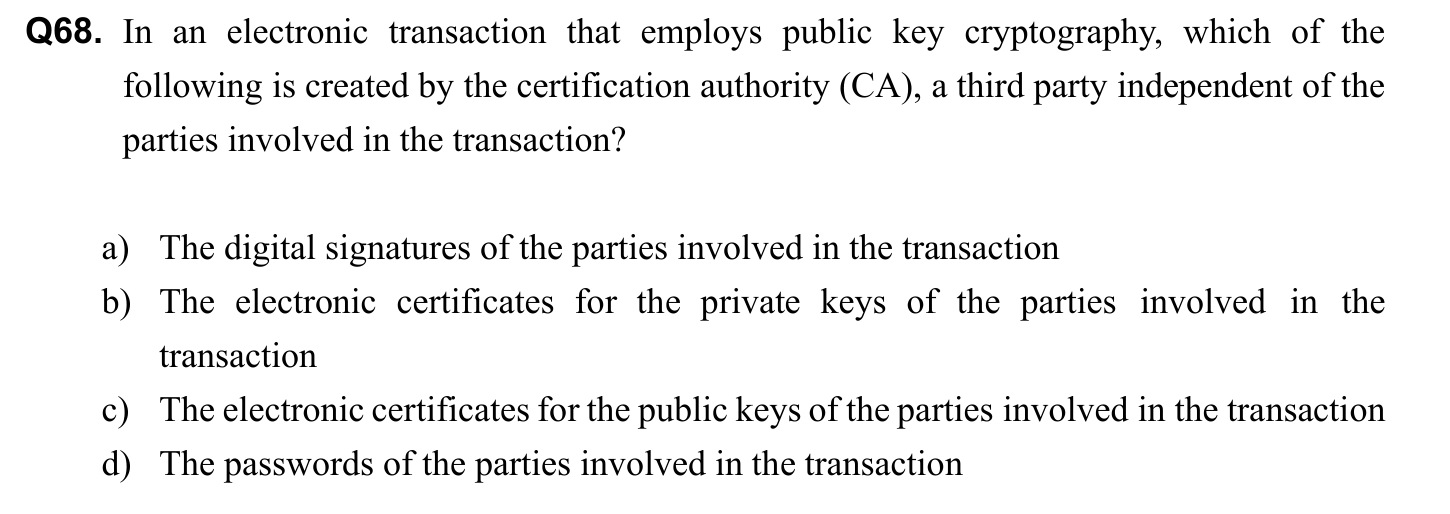 Q68. In an electronic transaction that employs public key cryptography, which of the
following is created by the certification authority (CA), a third party independent of the
parties involved in the transaction?
a) The digital signatures of the parties involved in the transaction
b) The electronic certificates for the private keys of the parties involved in the
transaction
c) The electronic certificates for the public keys of the parties involved in the transaction
d) The passwords of the parties involved in the transaction